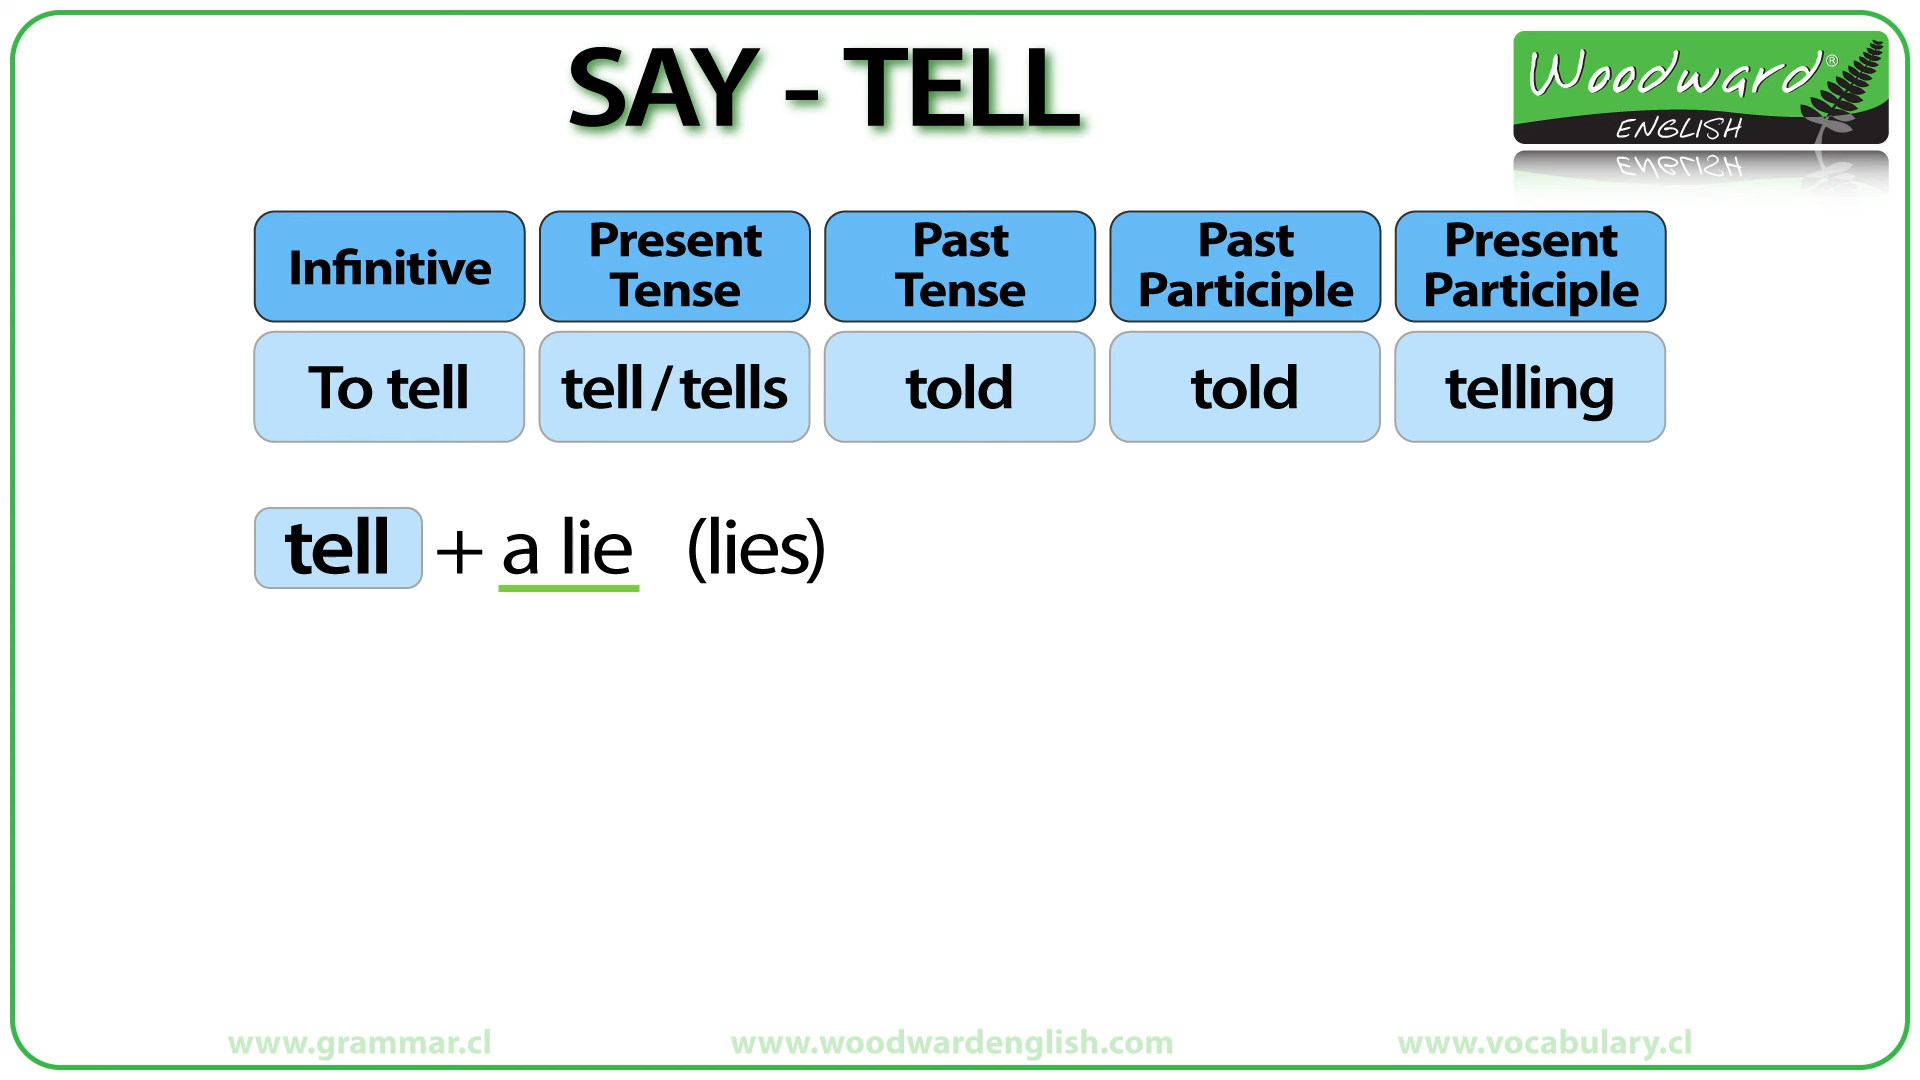 SAY - TELL
Woodward®
ENGLISH
Infinitive
Present
Tense
Past
Tense
Past
Participle
Present
Participle
To tell
tell / tells
told
told
telling
tell + a lie (lies)
www.grammar.cl
www.woodwardenglish.com
www.vocabulary.cl